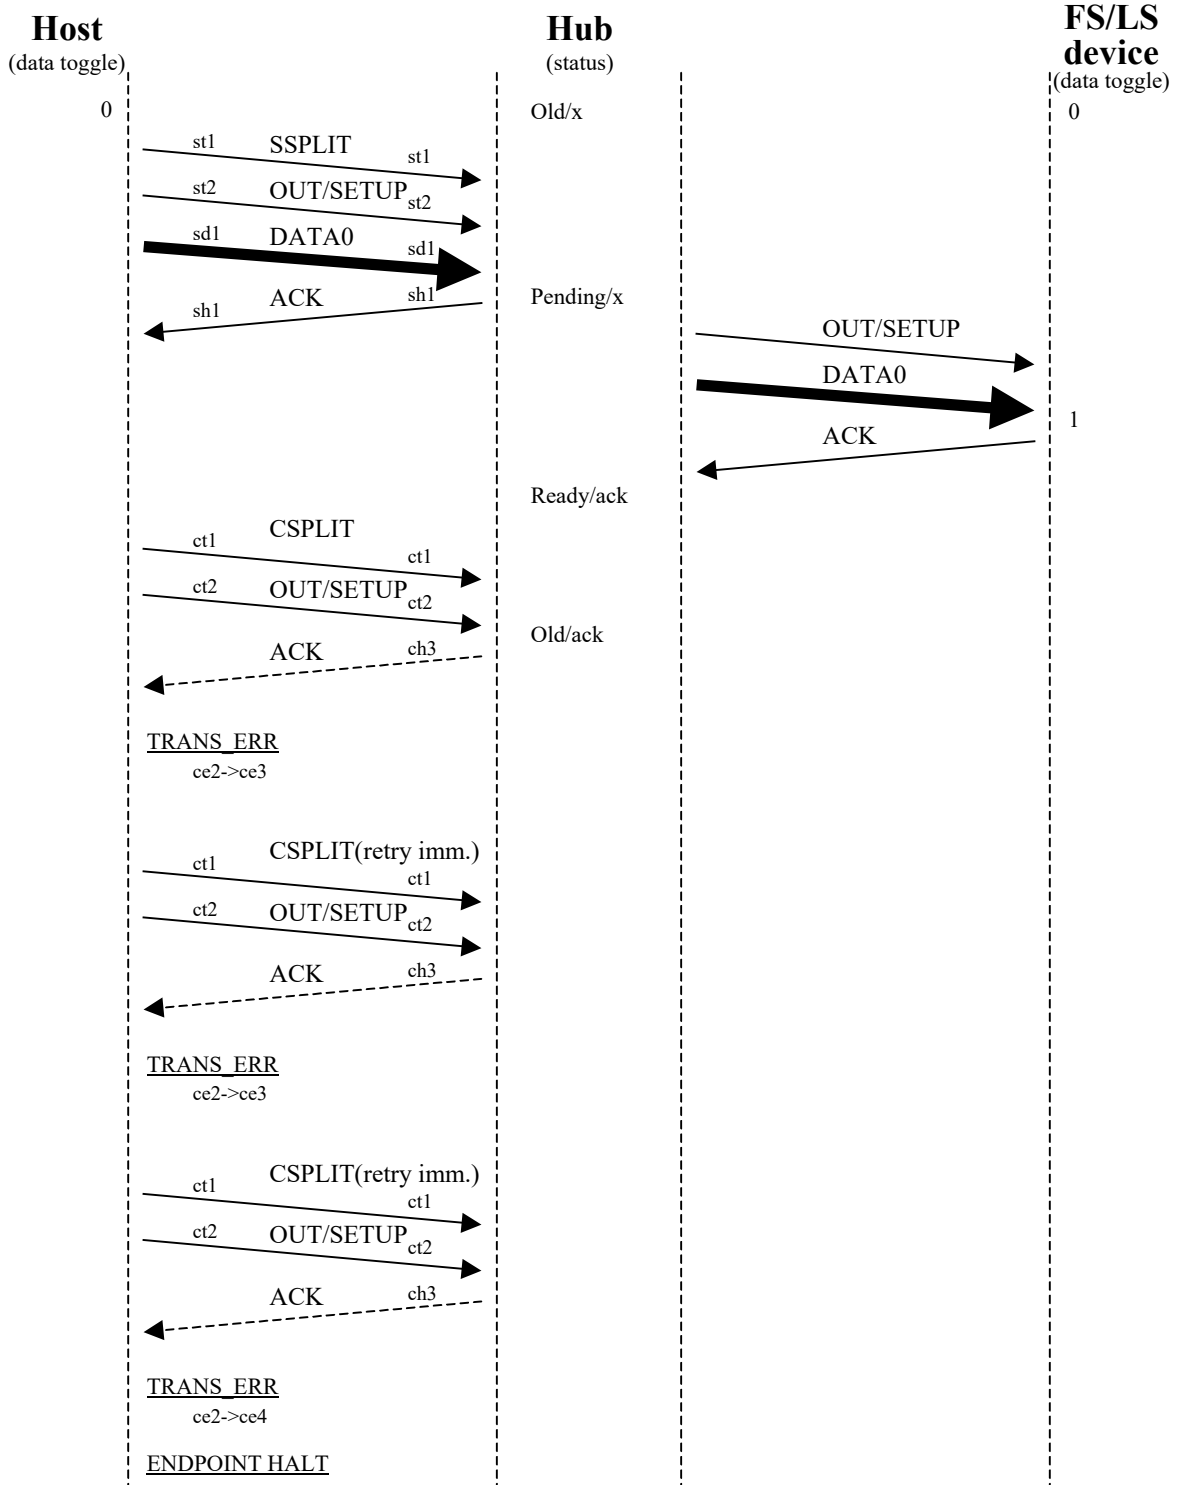 Host
(data toggle)
Hub
(status)
FS/LS
device
(data toggle)
0
Old/x
0
st1
SSPLIT
st1
st2
OUT/SETUP
st2
sd1
DATA0
sd1
ACK
sh1
sh1
Pending/x
OUT/SETUP
DATA0
1
ACK
Ready/ack
CSPLIT
ct1
ct1
ct2
OUT/SETUP
ct2
Old/ack
ACK
ch3
TRANS_ERR
ce2->ce3
CSPLIT(retry imm.)
ct1
ct1
ct2
OUT/SETUP
ct2
ACK
ch3
TRANS_ERR
ce2->ce3
CSPLIT(retry imm.)
ct1
ct1
ct2
OUT/SETUP
ct2
ACK
ch3
TRANS_ERR
ce2->ce4
ENDPOINT HALT